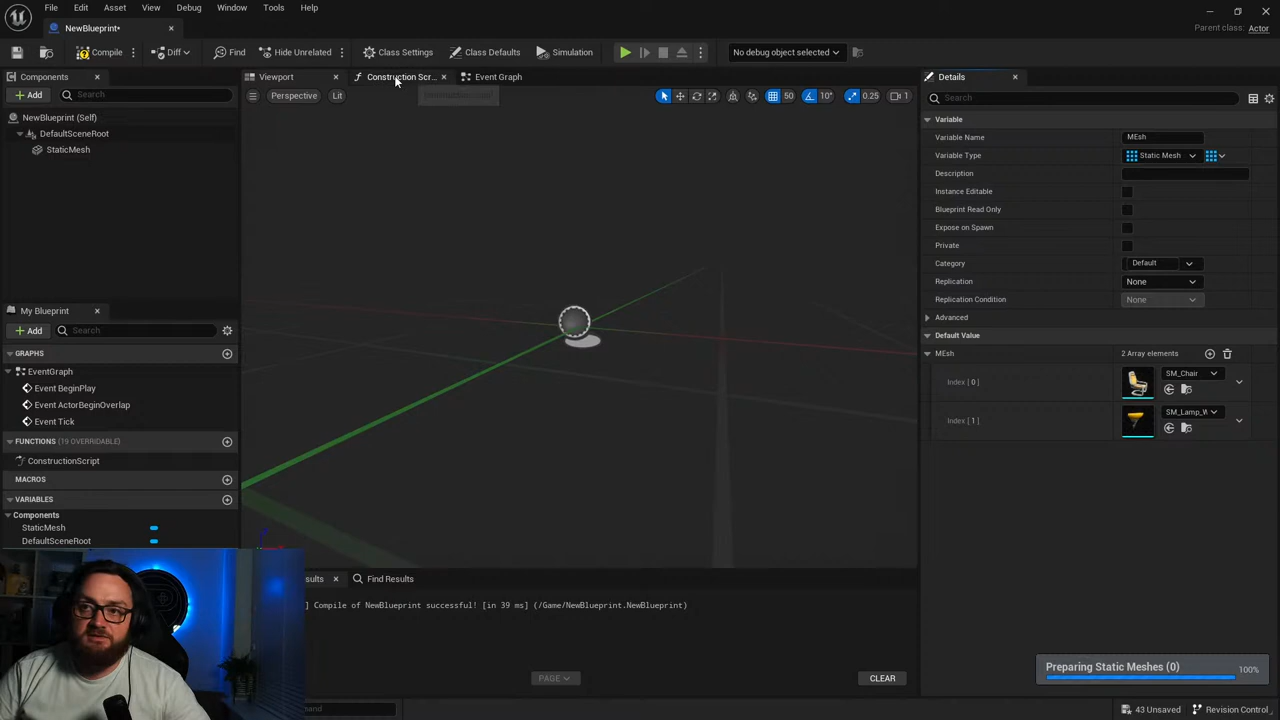 File Edit Asset View Debug Window Tools Help
NewBlueprint*
Parent class: Actor
Compile Diff Find Hide Unrelated Class Settings Class Defaults Simulation No debug object selected
Components
Add Search
NewBlueprint (Self)
DefaultSceneRoot
StaticMesh
My Blueprint
Add Search
GRAPHS
EventGraph
Event BeginPlay
Event ActorBeginOverlap
Event Tick
FUNCTIONS (19 OVERRIDABLE)
ConstructionScript
MACROS
VARIABLES
Components
StaticMesh
DefaultSceneRoot
Viewport Construction Scr... Event Graph
Perspective Lit 50 10° 0.25 1
sults Find Results
] Compile of NewBlueprint successful! [in 39 ms] (/Game/NewBlueprint.NewBlueprint)
PAGE CLEAR
mand
Details
Search
Variable
Variable Name MEsh
Variable Type Static Mesh
Description
Instance Editable
Blueprint Read Only
Expose on Spawn
Private
Category Default
Replication None
Replication Condition None
Advanced
Default Value
MEsh 2 Array elements
Index [ 0 ] SM_Chair
Index [ 1 ] SM_Lamp_W
Preparing Static Meshes (0) 100%
43 Unsaved Revision Control